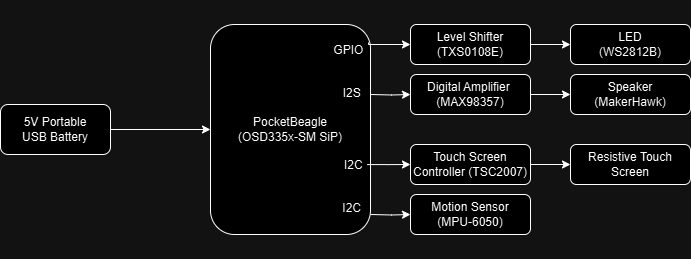 5V Portable
USB Battery
PocketBeagle
(OSD335x-SM SiP)
GPIO
Level Shifter
(TXS0108E)
LED
(WS2812B)
I2S
Digital Amplifier
(MAX98357)
Speaker
(MakerHawk)
I2C
Touch Screen
Controller (TSC2007)
Resistive Touch
Screen
I2C
Motion Sensor
(MPU-6050)